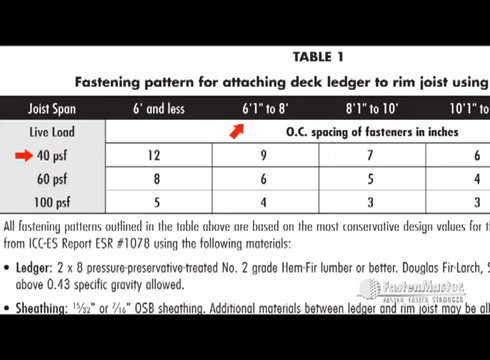 TABLE 1
Fastening pattern for attaching deck ledger to rim joist using
Joist Span 6' and less 6'1" to 8' 8'1" to 10' 10'1" to
Live Load O.C. spacing of fasteners in inches
40 psf 12 9 7 6
60 psf 8 6 5 4
100 psf 5 4 3 3
All fastening patterns outlined in the table above are based on the most conservative design values for
from ICC-ES Report ESR #1078 using the following materials:
• Ledger: 2 x 8 pressure-preservative-treated No. 2 grade Hem-Fir lumber or better. Douglas Fir-Larch,
above 0.43 specific gravity allowed.
FastenMaster
FASTER. EASIER. STRONGER.
• Sheathing: 15/32" or 7/16" OSB sheathing. Additional materials between ledger and rim joist may be